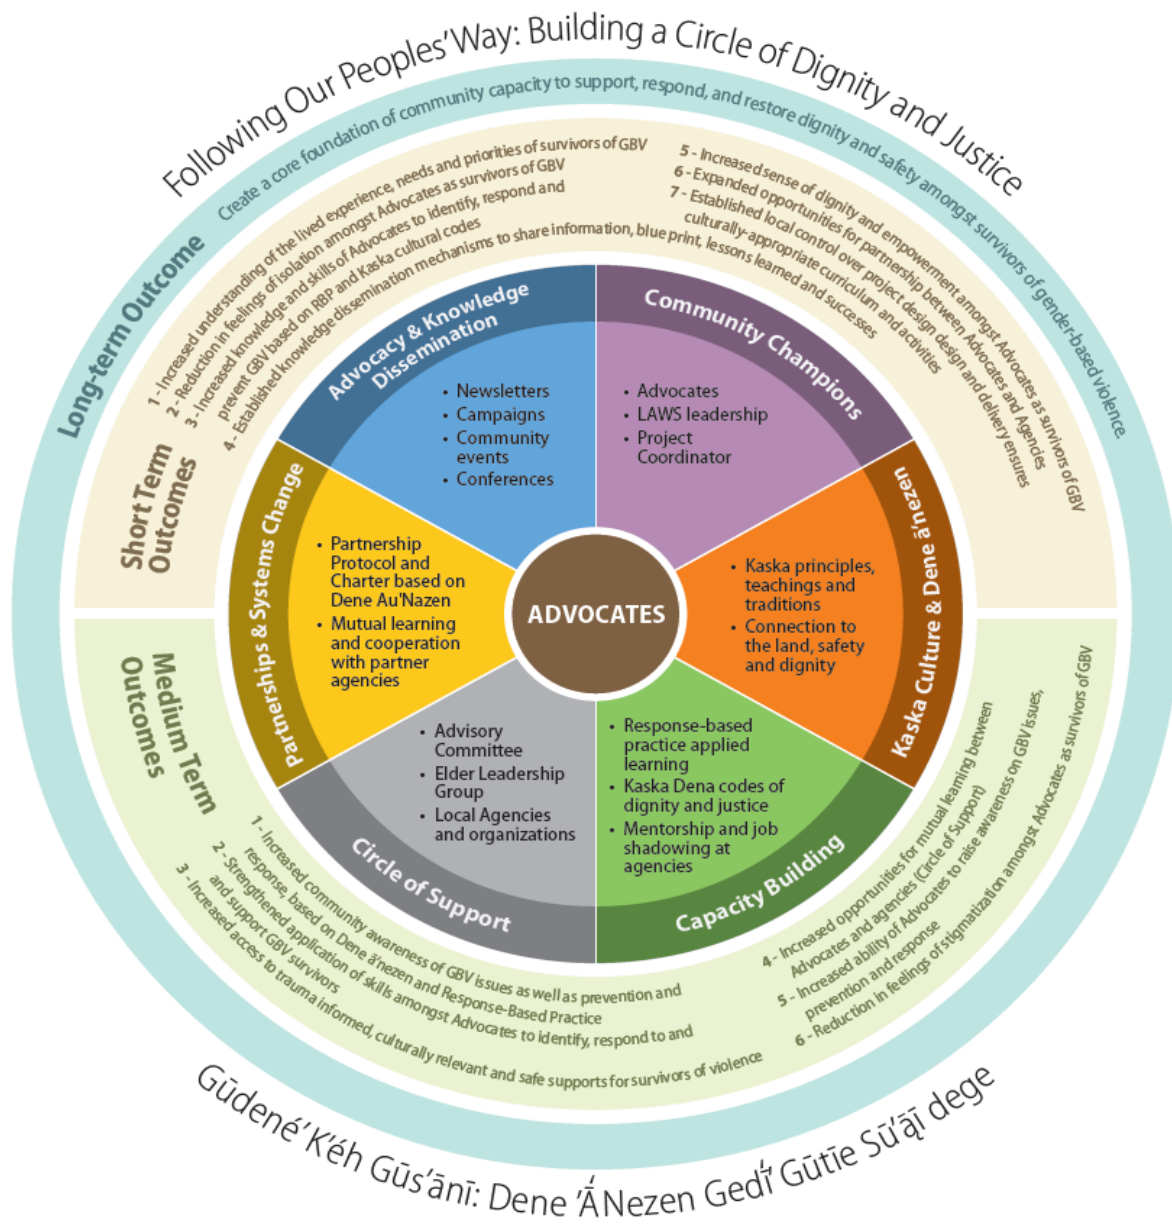 Following Our Peoples' Way: Building a Circle of Dignity and Justice
Long-term Outcome
Create a core foundation of community capacity to support, respond, and restore dignity and safety amongst survivors of gender-based violence.
Short Term
Outcomes
1 - Increased understanding of the lived experience, needs and priorities of survivors of GBV
2 - Reduction in feelings of isolation amongst Advocates as survivors of GBV
3 - Increased knowledge and skills of Advocates to identify, respond and
prevent GBV based on RBP and Kaska cultural codes
4 - Established knowledge dissemination mechanisms to share information, blue print, lessons learned and successes
5 - Increased sense of dignity and empowerment amongst Advocates as survivors of GBV
6 - Expanded opportunities for partnership between Advocates and Agencies
7 - Established local control over project design, design and delivery ensures
culturally-appropriate curriculum and activities
Advocacy & Knowledge
Dissemination
• Newsletters
• Campaigns
• Community
events
• Conferences
Community Champions
• Advocates
• LAWS leadership
• Project
Coordinator
Kaska Culture & Dene ā'nezen
• Kaska principles,
teachings and
traditions
• Connection to
the land, safety
and dignity
Capacity Building
• Response-based
practice applied
learning
• Kaska Dena codes of
dignity and justice
• Mentorship and job
shadowing at
agencies
Circle of Support
• Advisory
Committee
• Elder Leadership
Group
• Local Agencies
and organizations
Partnerships & Systems Change
• Partnership
Protocol and
Charter based on
Dene Au'Nazen
• Mutual learning
and cooperation
with partner
agencies
ADVOCATES
Medium Term
Outcomes
1 - Increased community awareness of GBV issues as well as prevention and
response, based on Dene ā'nezen and Response-Based Practice
2 - Strengthened application of skills amongst Advocates to identify, respond to and
and support GBV survivors
3 - Increased access to trauma informed, culturally relevant and safe supports for survivors of violence
4 - Increased opportunities for mutual learning between
Advocates and agencies (Circle of Support)
5 - Increased ability of Advocates to raise awareness on GBV issues,
prevention and response
6 - Reduction in feelings of stigmatization amongst Advocates as survivors of GBV
Gūdené' K'éh Gūs'ānī: Dene 'Ā́ Nezen Gedī́' Gūtīe Sū'ą̄ī dege